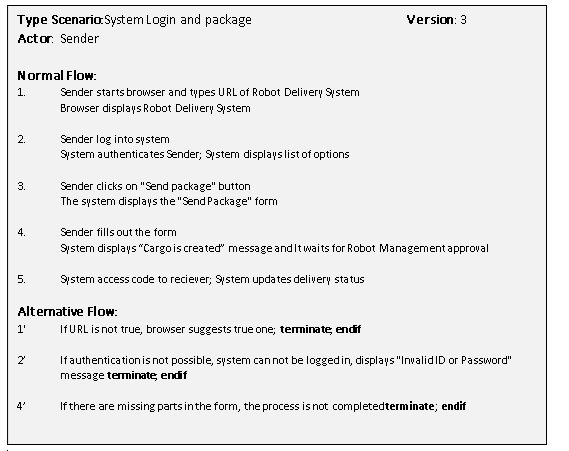 Type Scenario:System Login and package Version: 3
Actor: Sender
Normal Flow:
1. Sender starts browser and types URL of Robot Delivery System
Browser displays Robot Delivery System
2. Sender log into system
System authenticates Sender; System displays list of options
3. Sender clicks on "Send package" button
The system displays the "Send Package" form
4. Sender fills out the form
System displays “Cargo is created” message and It waits for Robot Management approval
5. System access code to reciever; System updates delivery status
Alternative Flow:
1' If URL is not true, browser suggests true one; terminate; endif
2' If authentication is not possible, system can not be logged in, displays "Invalid ID or Password"
message terminate; endif
4’ If there are missing parts in the form, the process is not completedterminate; endif